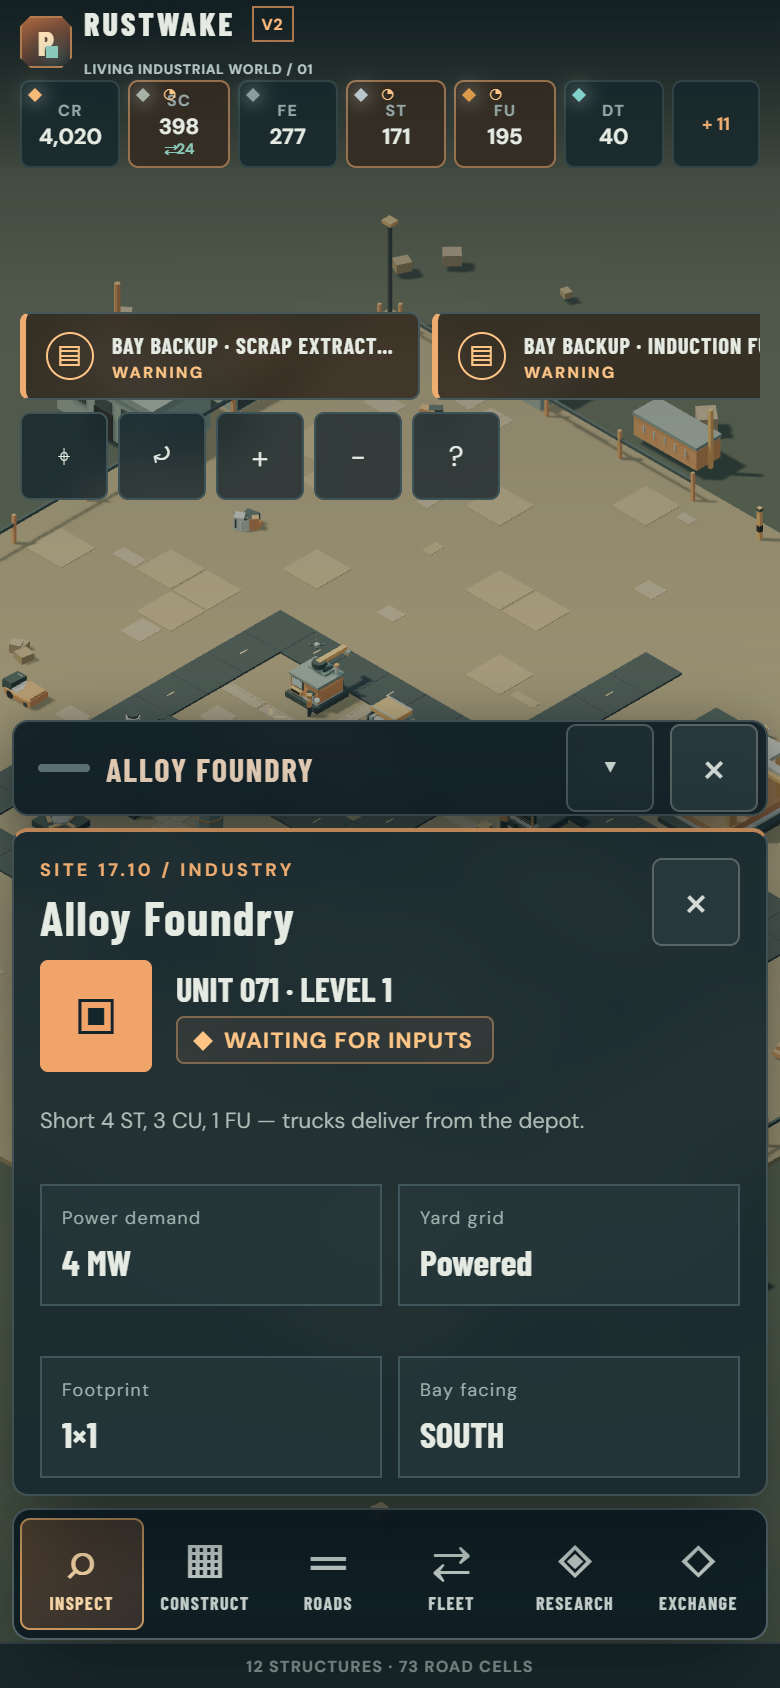 RUSTWAKE
V2
LIVING INDUSTRIAL WORLD / 01
CR
4,020
SC
398
⇄24
FE
277
ST
171
FU
195
DT
40
+ 11
BAY BACKUP · SCRAP EXTRACT...
WARNING
BAY BACKUP · INDUCTION
WARNING
+
-
?
ALLOY FOUNDRY
▼
×
SITE 17.10 / INDUSTRY
×
Alloy Foundry
UNIT 071 · LEVEL 1
◆ WAITING FOR INPUTS
Short 4 ST, 3 CU, 1 FU — trucks deliver from the depot.
Power demand
4 MW
Yard grid
Powered
Footprint
1×1
Bay facing
SOUTH
INSPECT
CONSTRUCT
ROADS
FLEET
RESEARCH
EXCHANGE
12 STRUCTURES · 73 ROAD CELLS